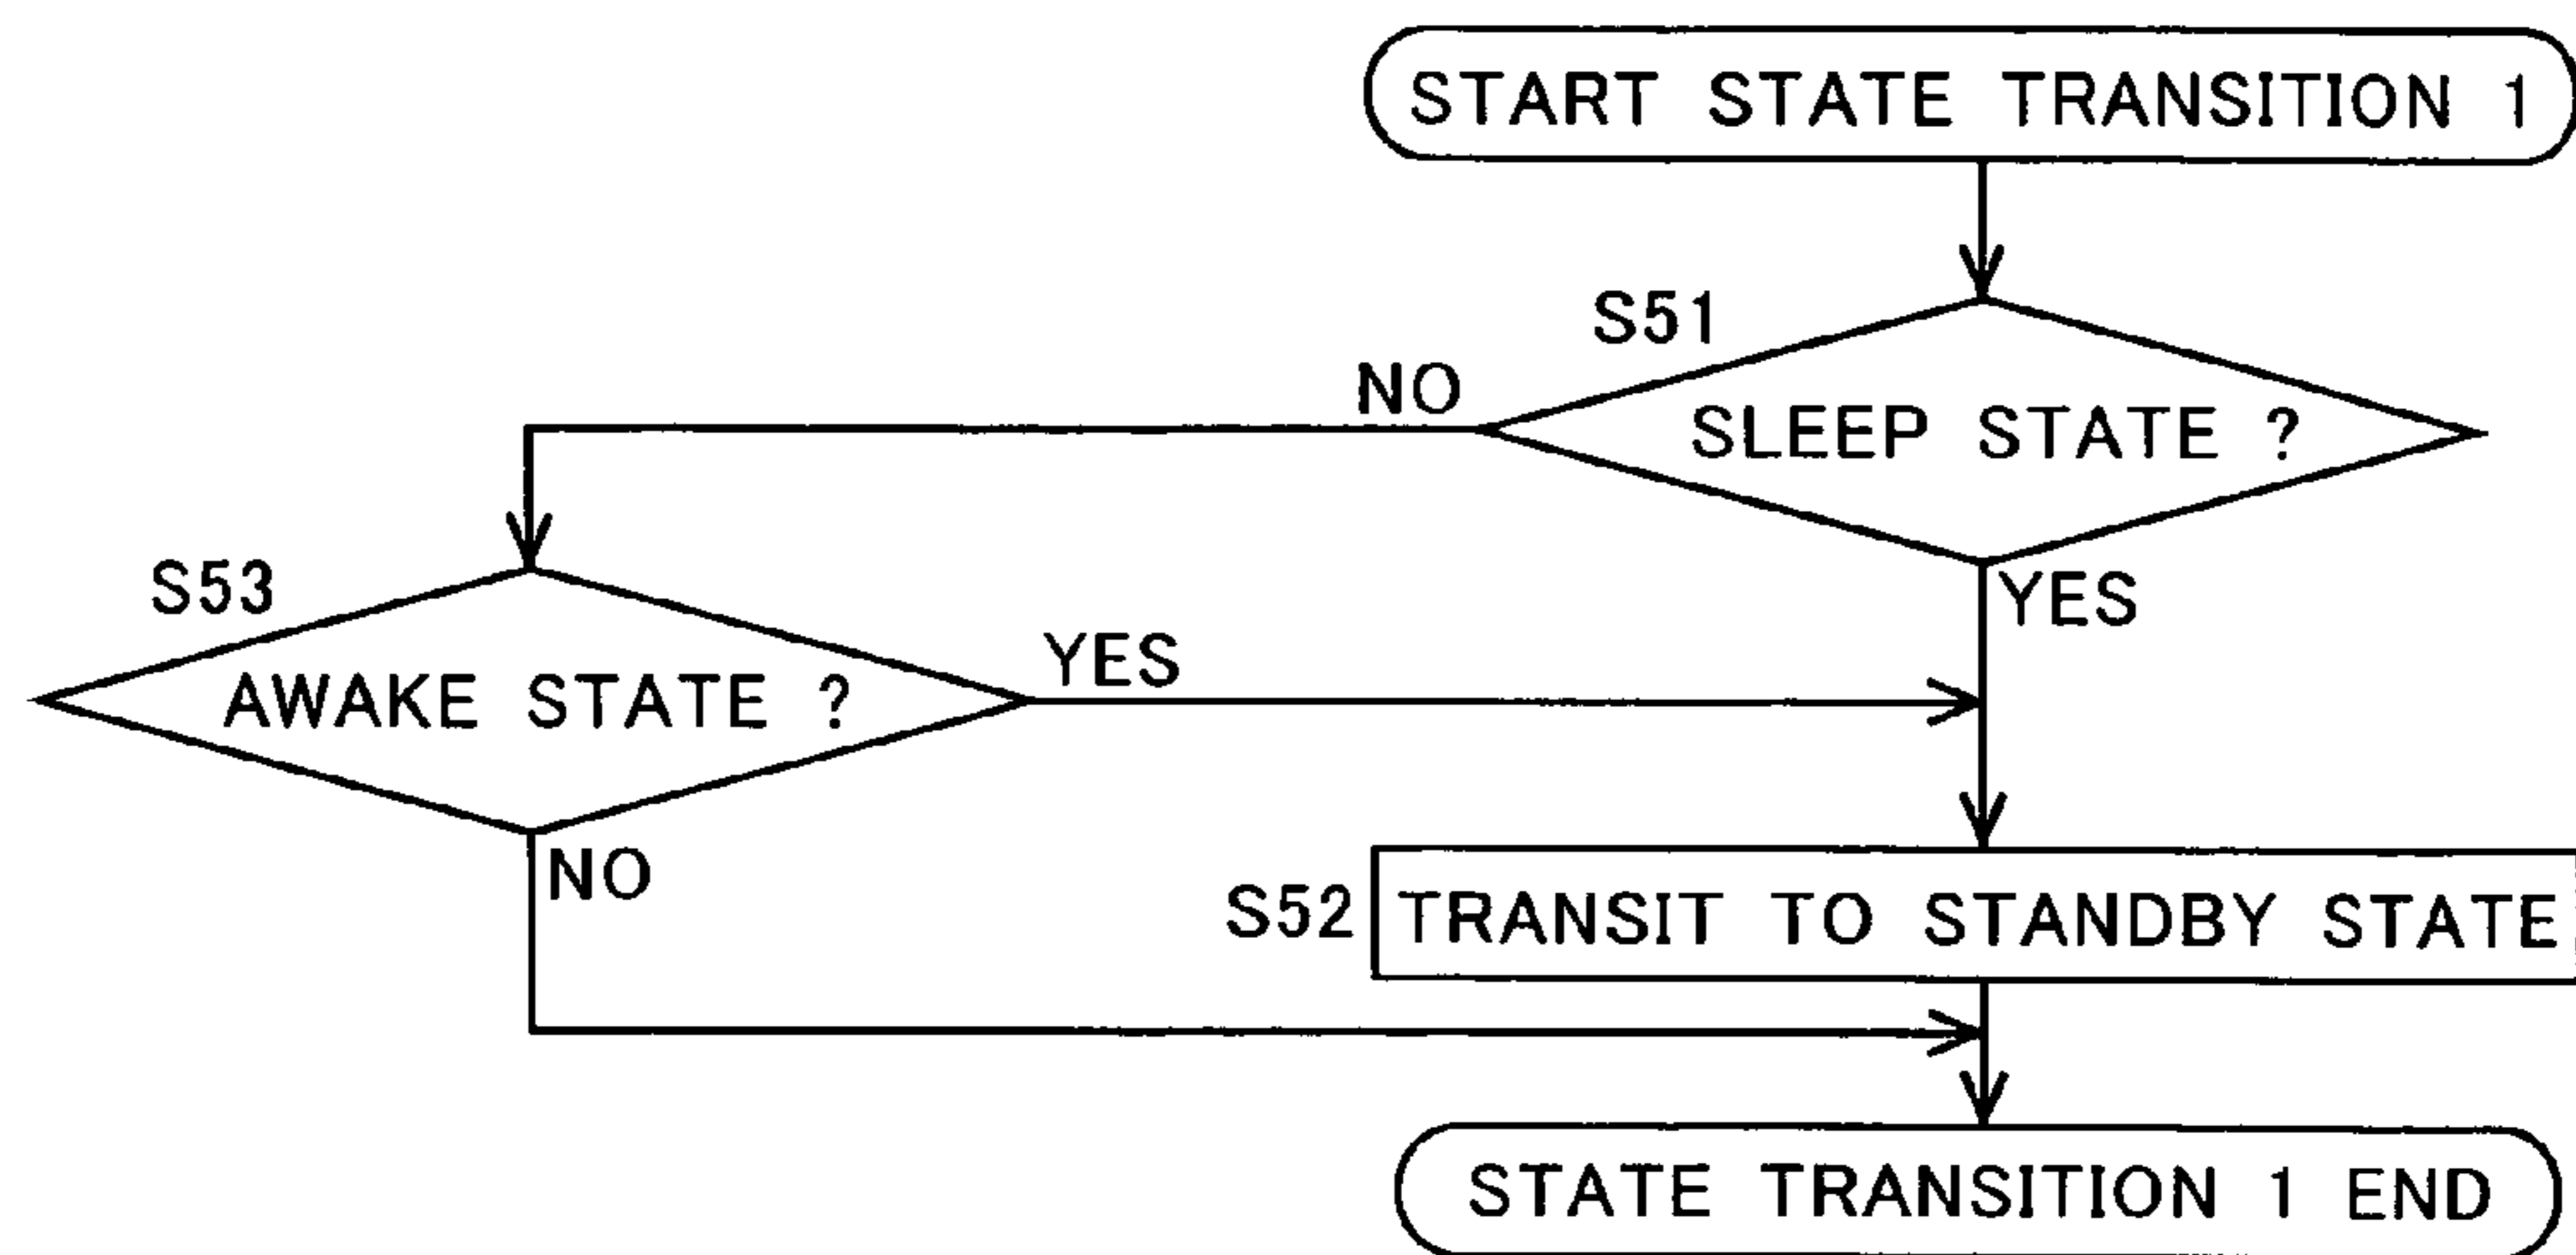 START STATE TRANSITION 1
S51
NO
SLEEP STATE ?
YES
S53
AWAKE STATE ?
YES
NO
S52
TRANSIT TO STANDBY STATE
STATE TRANSITION 1 END